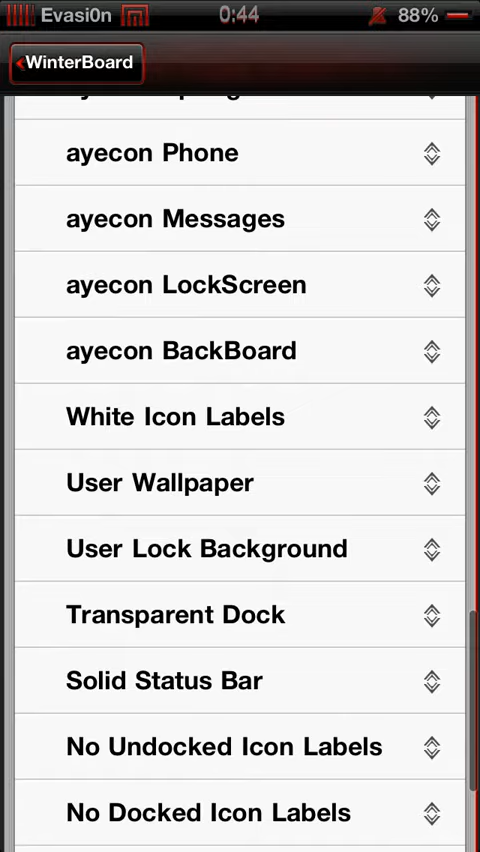 Evasi0n
0:44
88%
WinterBoard
ayecon Phone
ayecon Messages
ayecon LockScreen
ayecon BackBoard
White Icon Labels
User Wallpaper
User Lock Background
Transparent Dock
Solid Status Bar
No Undocked Icon Labels
No Docked Icon Labels